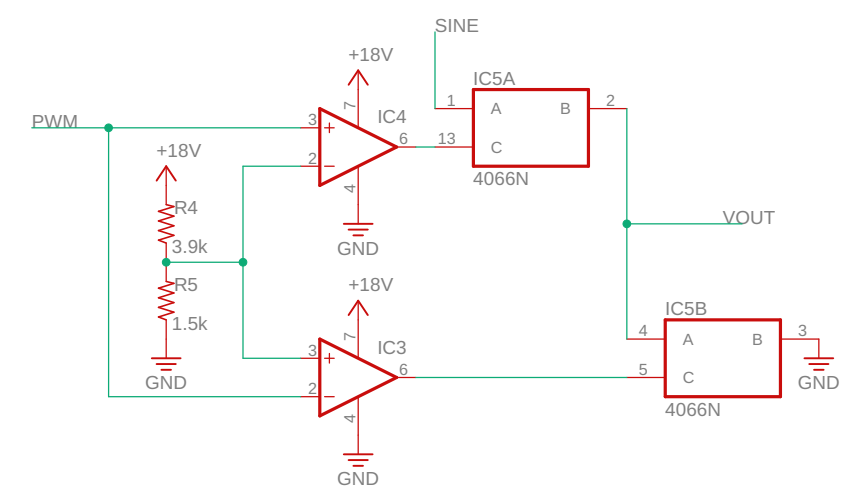 SINE
+18V
IC5A
7
IC4
1
A
B
2
PWM
3
+
6
13
C
+18V
2
−
4
4066N
R4
3.9k
GND
VOUT
R5
1.5k
+18V
7
IC3
IC5B
3
+
4
A
B
3
GND
6
5
C
GND
2
−
4
4066N
GND